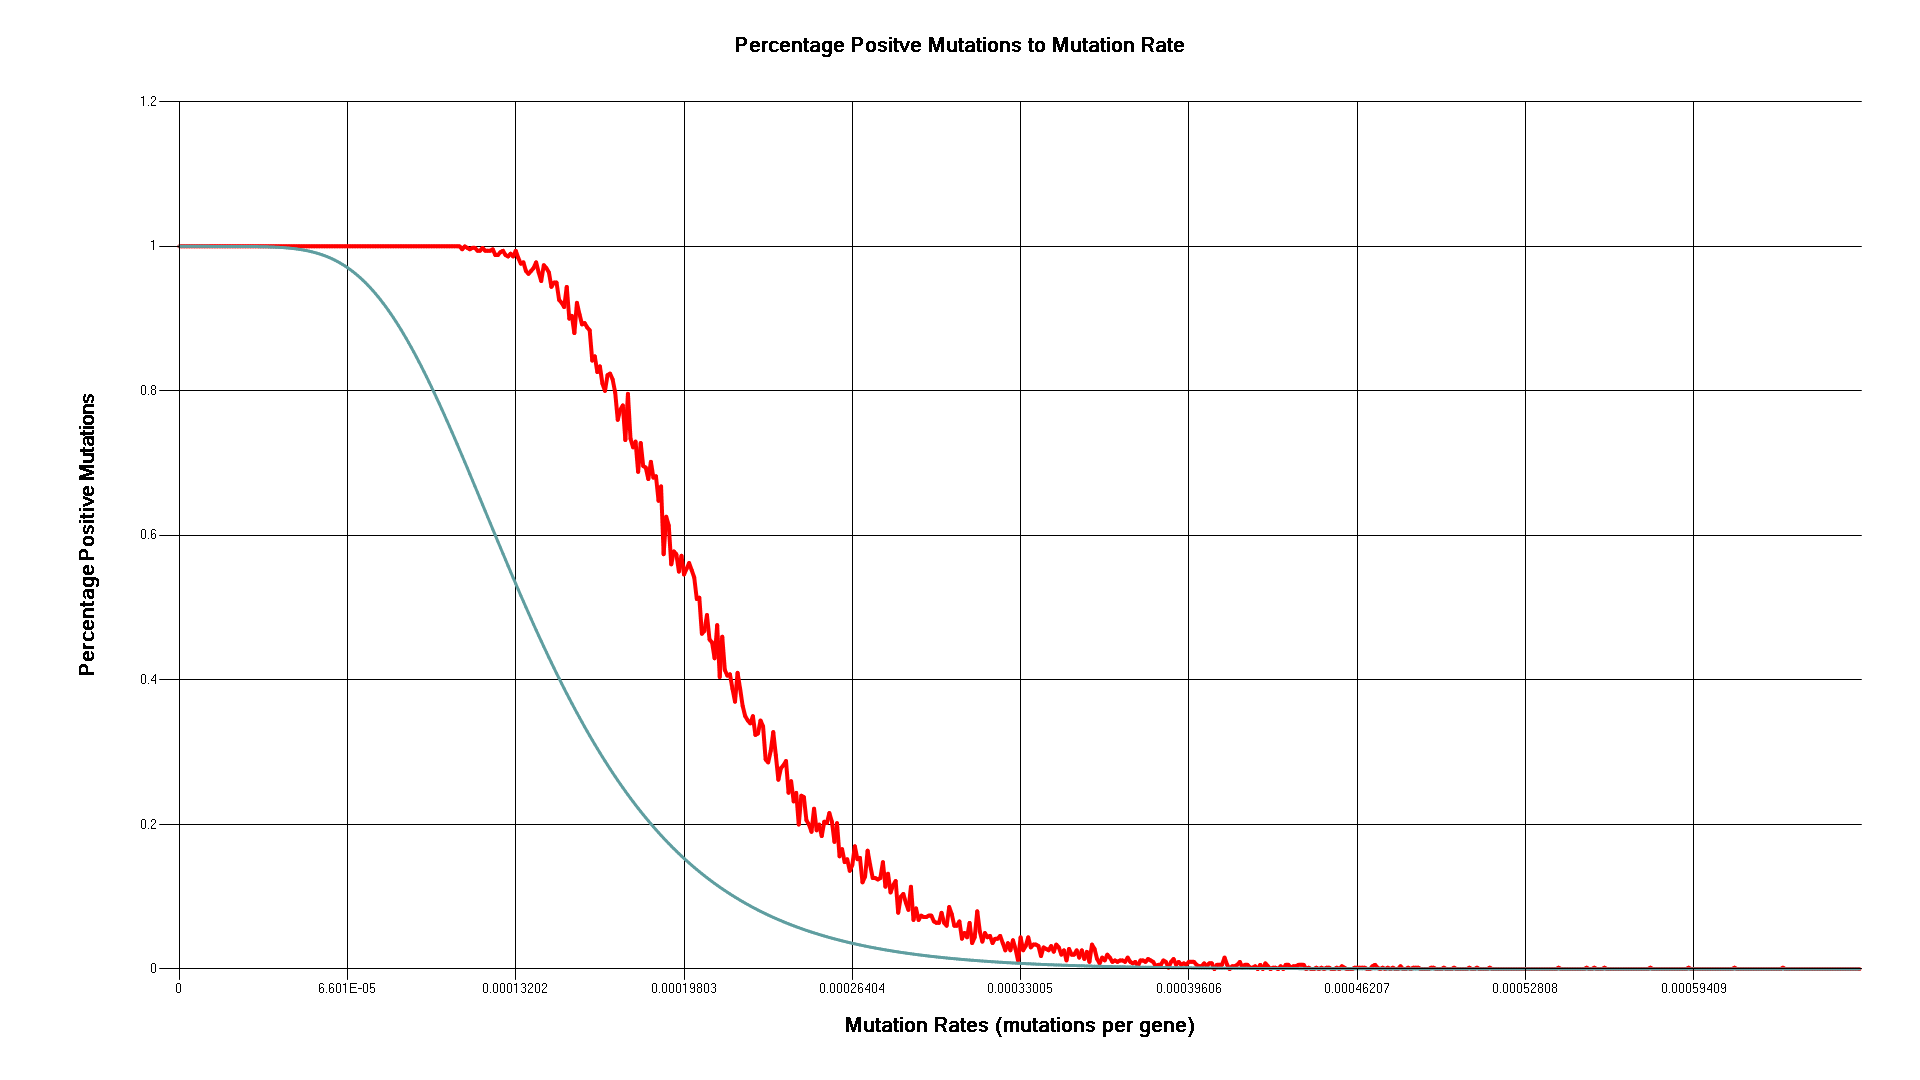 Percentage Positve Mutations to Mutation Rate
1.2
1
0.8
0.6
0.4
0.2
0
Percentage Positive Mutations
0 6.601E-05 0.00013202 0.00019803 0.00026404 0.00033005 0.00039606 0.00046207 0.00052808 0.00059409
Mutation Rates (mutations per gene)